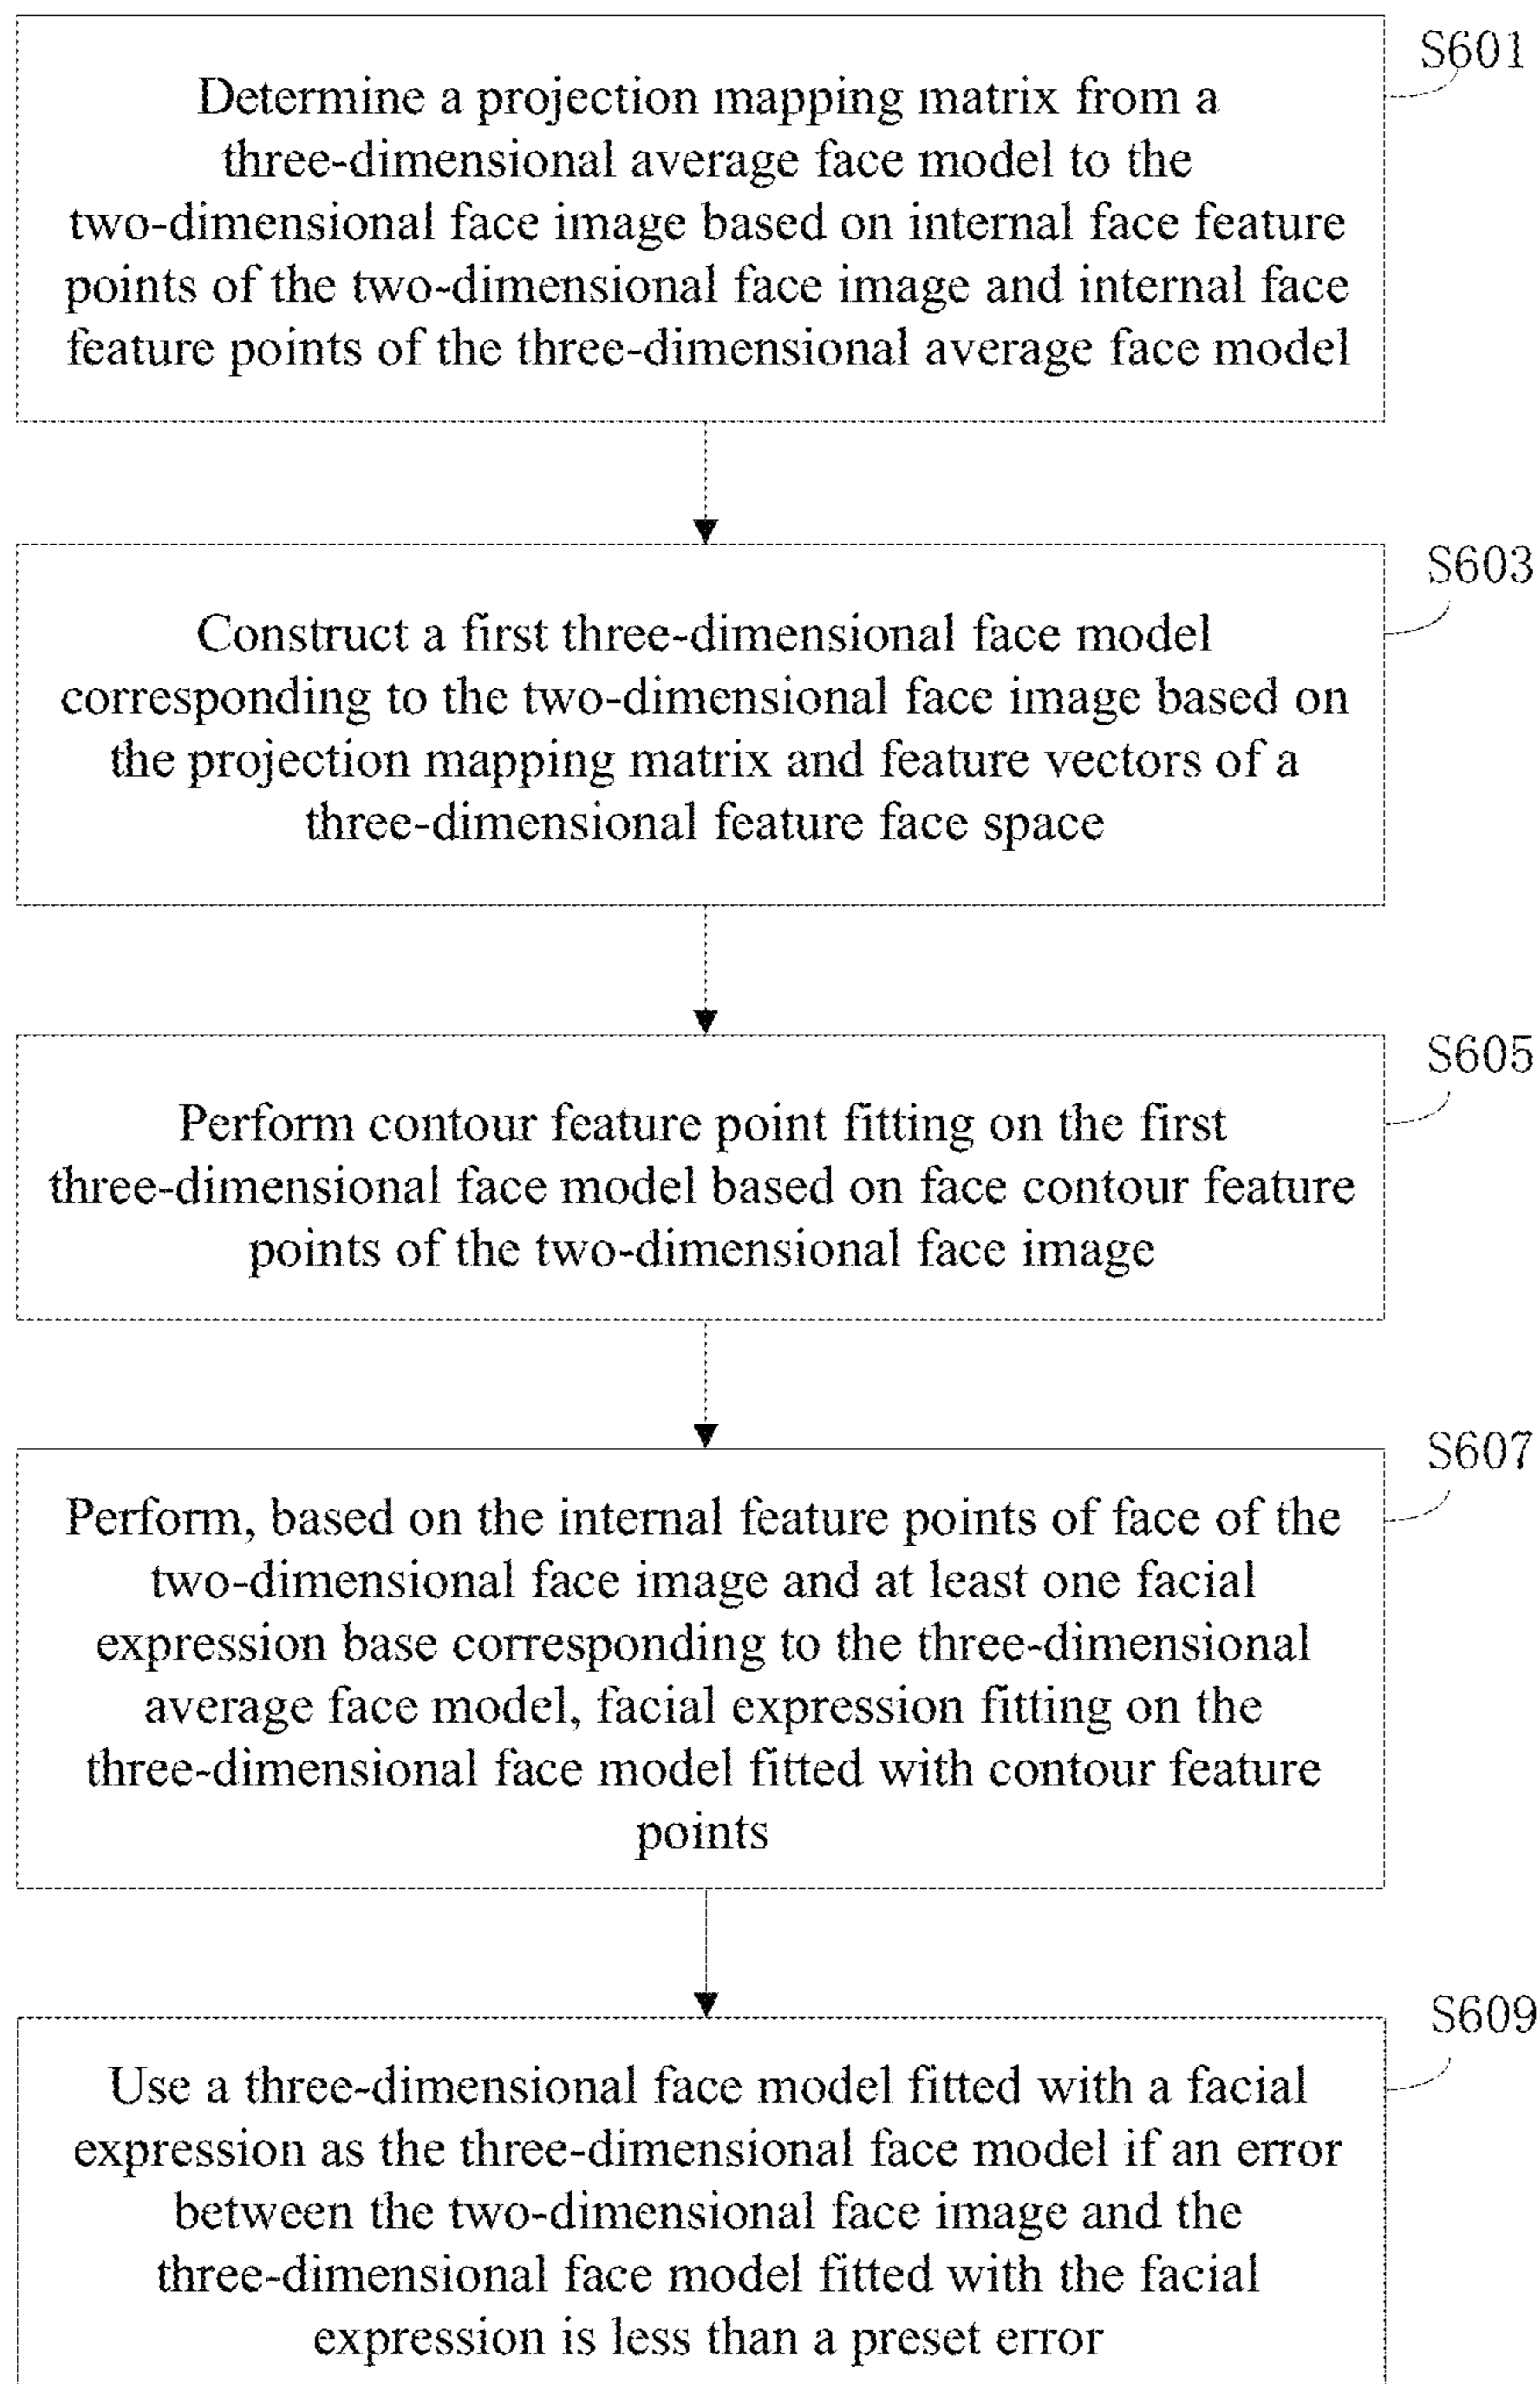 S601
Determine a projection mapping matrix from a
three-dimensional average face model to the
two-dimensional face image based on internal face feature
points of the two-dimensional face image and internal face
feature points of the three-dimensional average face model
S603
Construct a first three-dimensional face model
corresponding to the two-dimensional face image based on
the projection mapping matrix and feature vectors of a
three-dimensional feature face space
S605
Perform contour feature point fitting on the first
three-dimensional face model based on face contour feature
points of the two-dimensional face image
S607
Perform, based on the internal feature points of face of the
two-dimensional face image and at least one facial
expression base corresponding to the three-dimensional
average face model, facial expression fitting on the
three-dimensional face model fitted with contour feature
points
S609
Use a three-dimensional face model fitted with a facial
expression as the three-dimensional face model if an error
between the two-dimensional face image and the
three-dimensional face model fitted with the facial
expression is less than a preset error